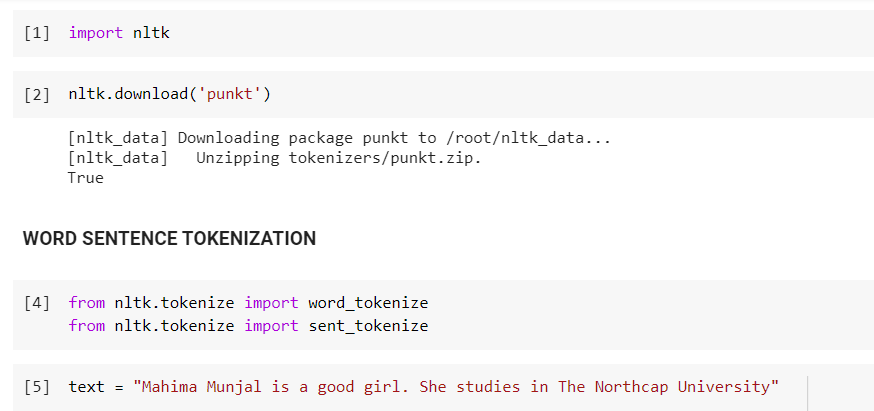 [1] import nltk
[2] nltk.download('punkt')
[nltk_data] Downloading package punkt to /root/nltk_data...
[nltk_data]   Unzipping tokenizers/punkt.zip.
True
WORD SENTENCE TOKENIZATION
[4] from nltk.tokenize import word_tokenize
from nltk.tokenize import sent_tokenize
[5] text = "Mahima Munjal is a good girl. She studies in The Northcap University"